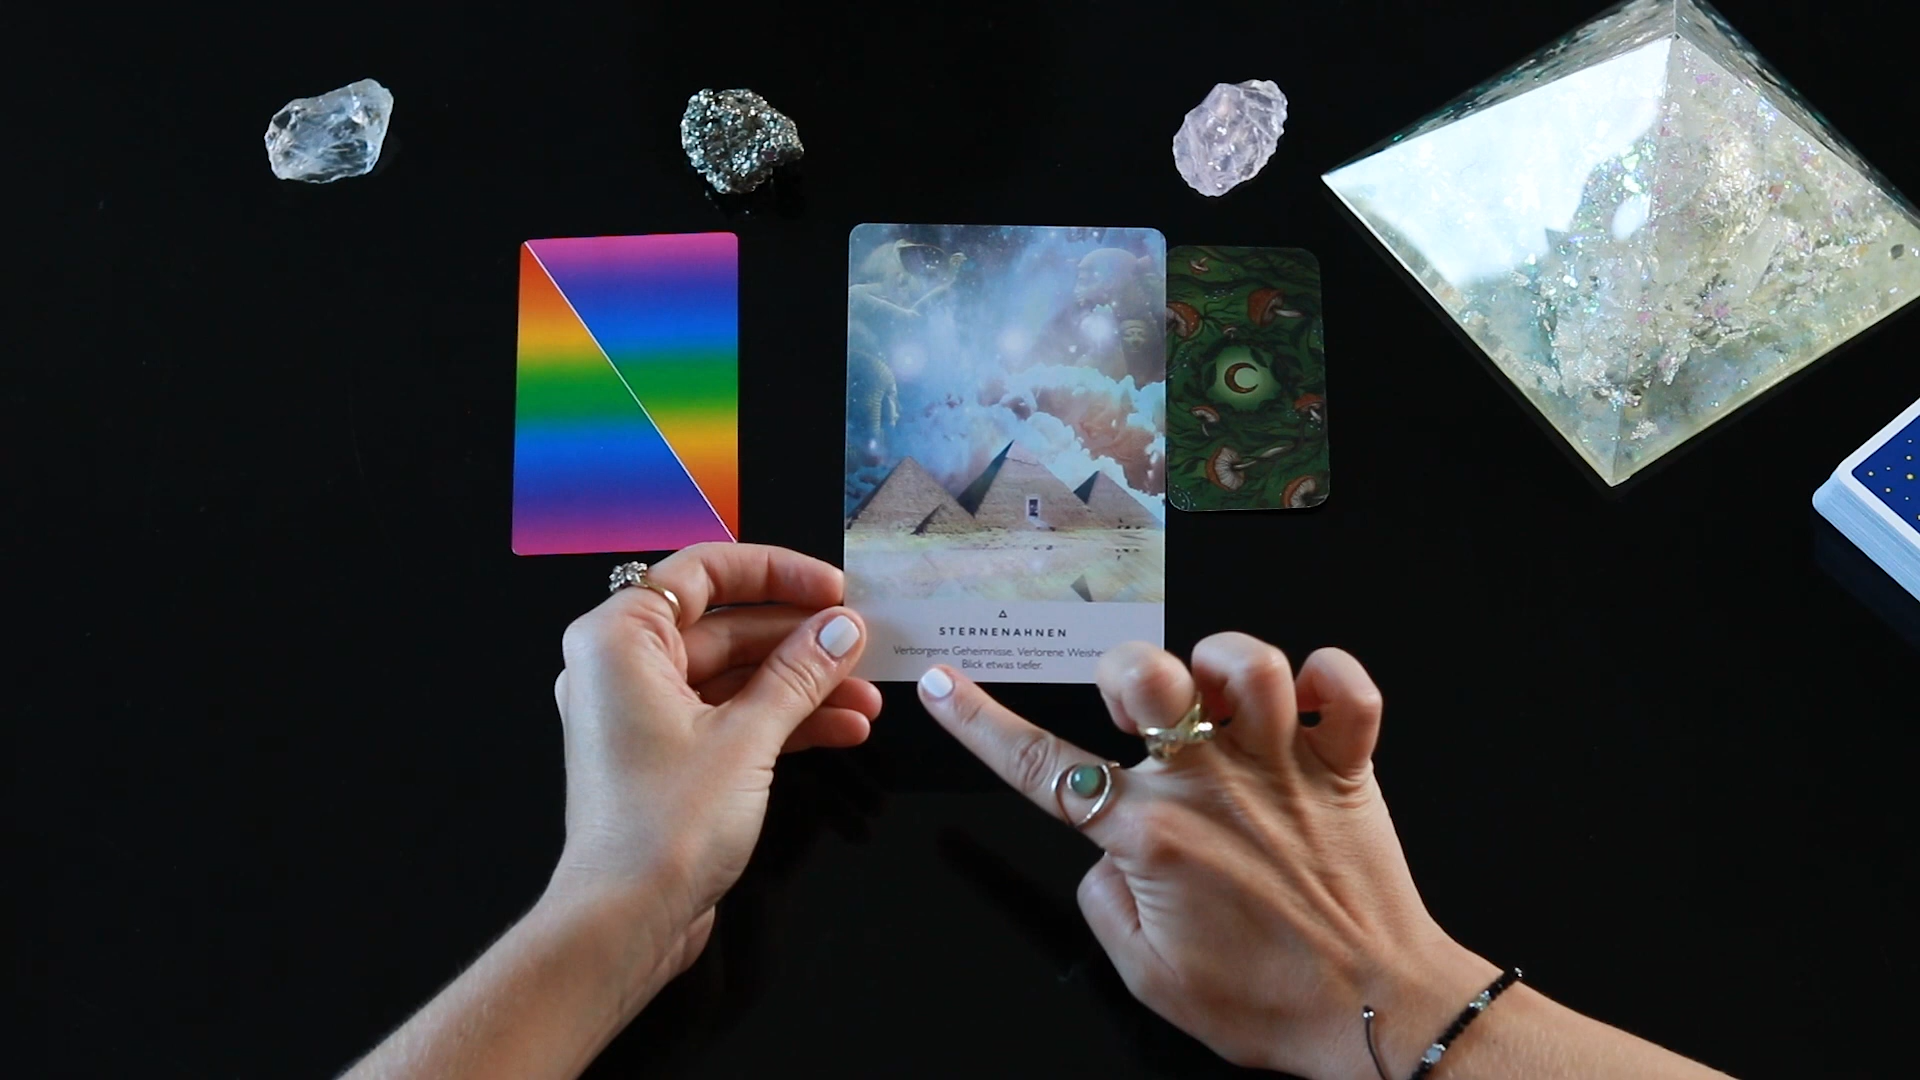 STERNENAHNEN
Verborgene Geheimnisse. Verlorene
Blick etwas tiefer.